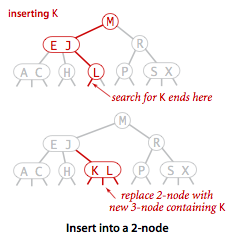 inserting K
M
E J
R
A C H L P S X
search for K ends here
M
E J
R
A C H K L P S X
replace 2-node with
new 3-node containing K
Insert into a 2-node